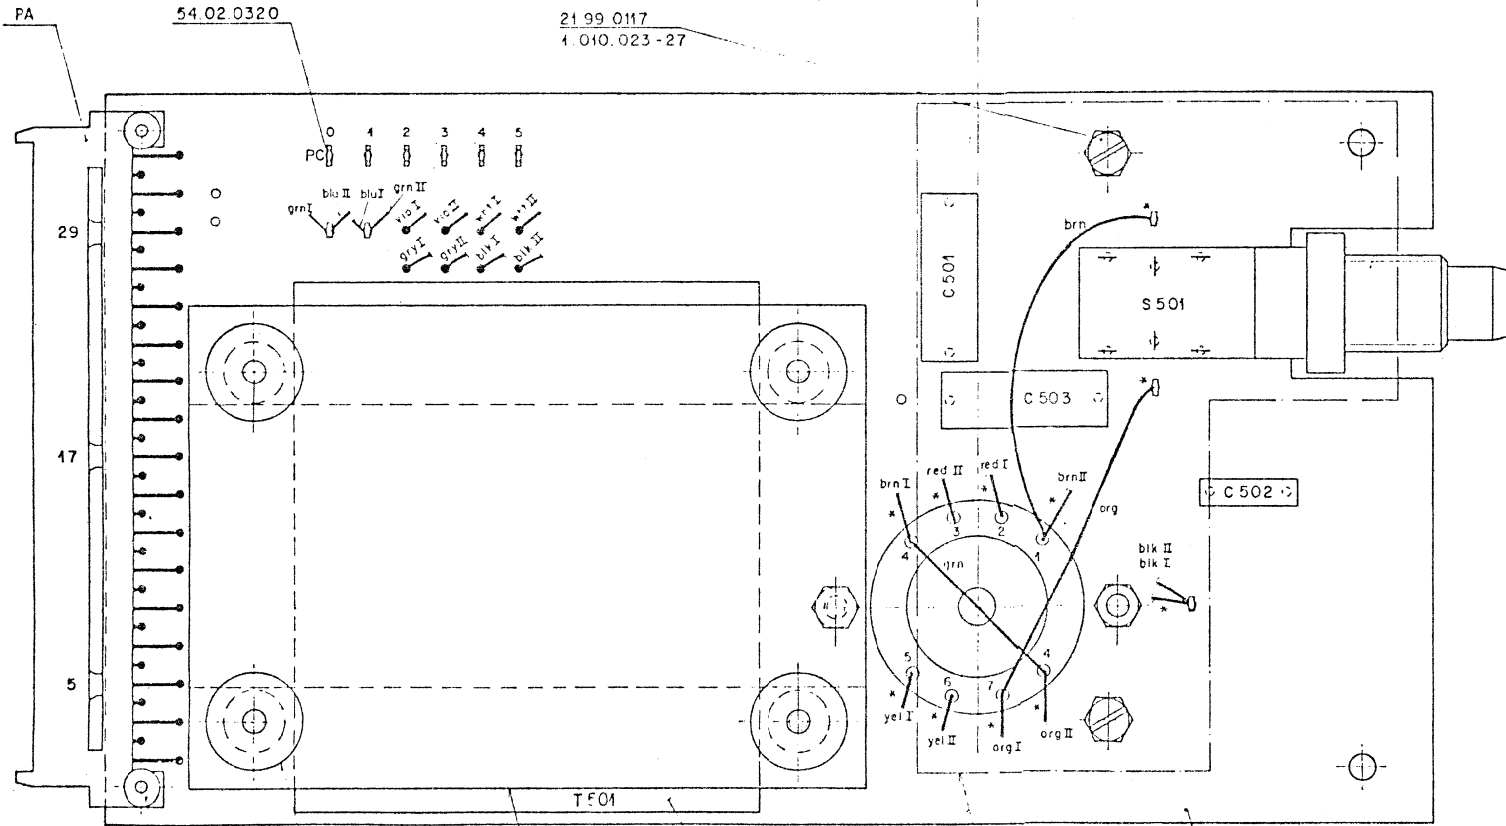 PA
54.02.0320
21.99.0117
1.010.023-27
0 1 2 3 4 5
PC
grn I
blu II
blu I
grn II
vio I
vio II
wht I
wht II
gry I
gry II
blk I
blk II
29
17
5
C 501
S 501
C 503
C 502
brn
*
*
red II
red I
brn I
brn II
org
*
*
*
*
3
2
4
1
grn
blk II
blk I
*
5
6
7
4
*
*
*
*
yel I
yel II
org I
org II
T 501